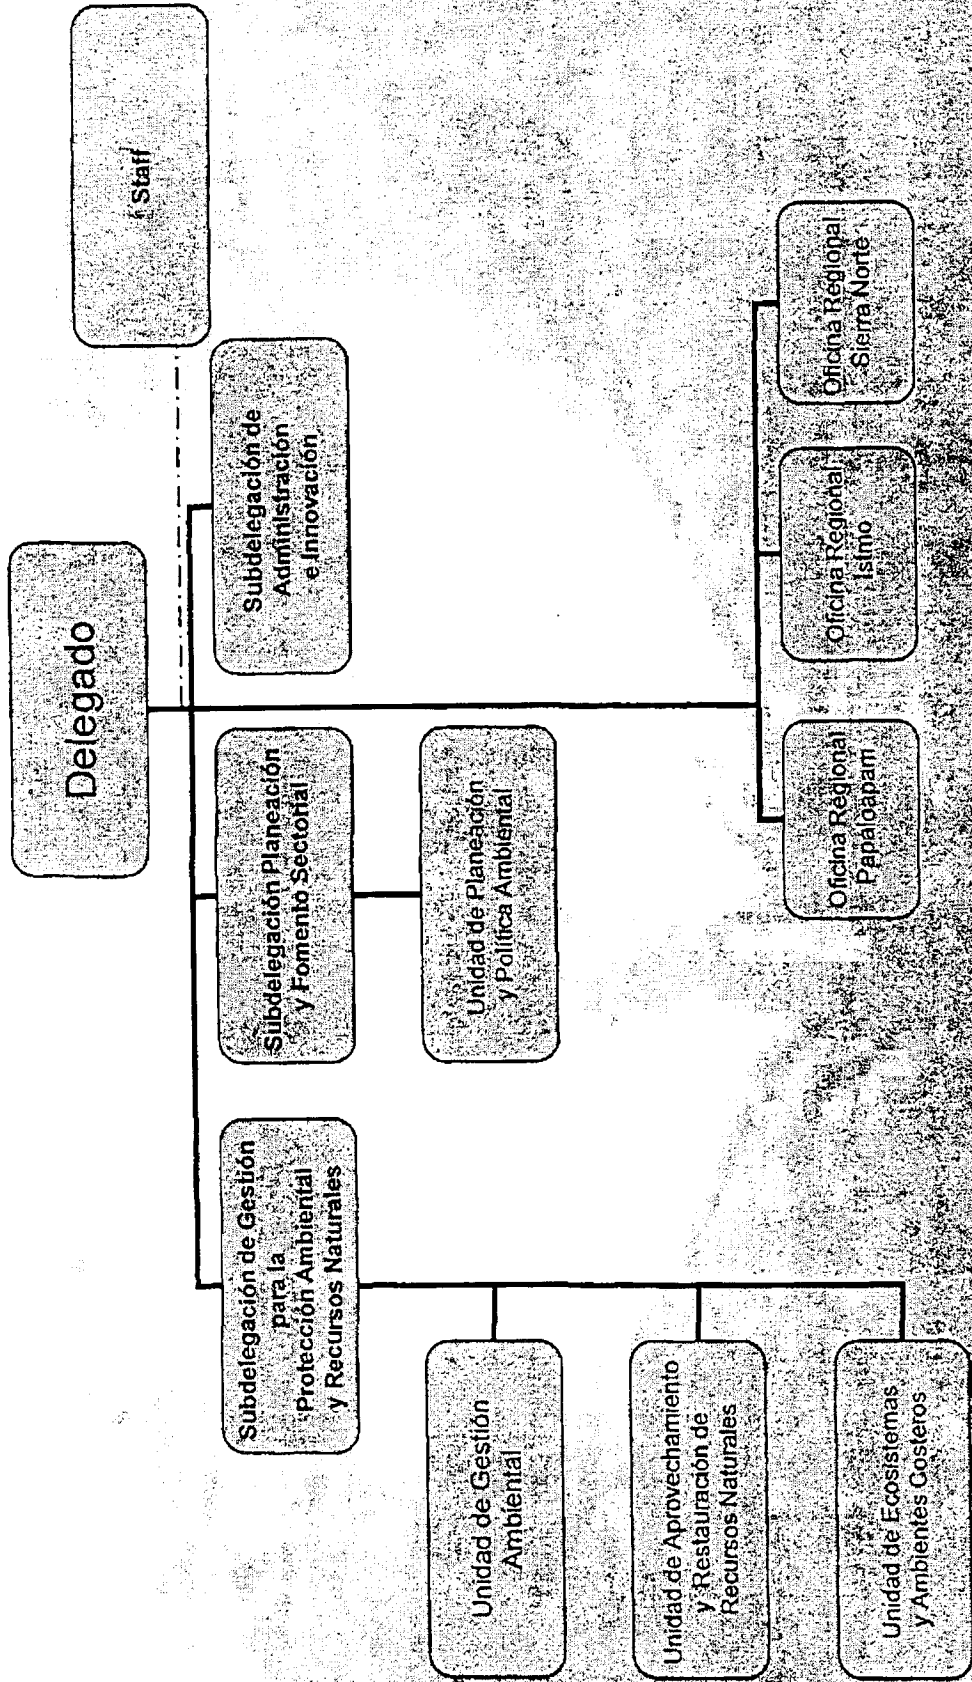 Delegado
Staff
Subdelegación de Gestión
para la
Protección Ambiental
y Recursos Naturales
Subdelegación Planeación
y Fomento Sectorial
Subdelegación de
Administración
e Innovación
Unidad de Gestión
Ambiental
Unidad de Planeación
y Política Ambiental
Unidad de Aprovechamiento
y Restauración de
Recursos Naturales
Unidad de Ecosistemas
y Ambientes Costeros
Oficina Regional
Papaloapam
Oficina Regional
Istmo
Oficina Regional
Sierra Norte